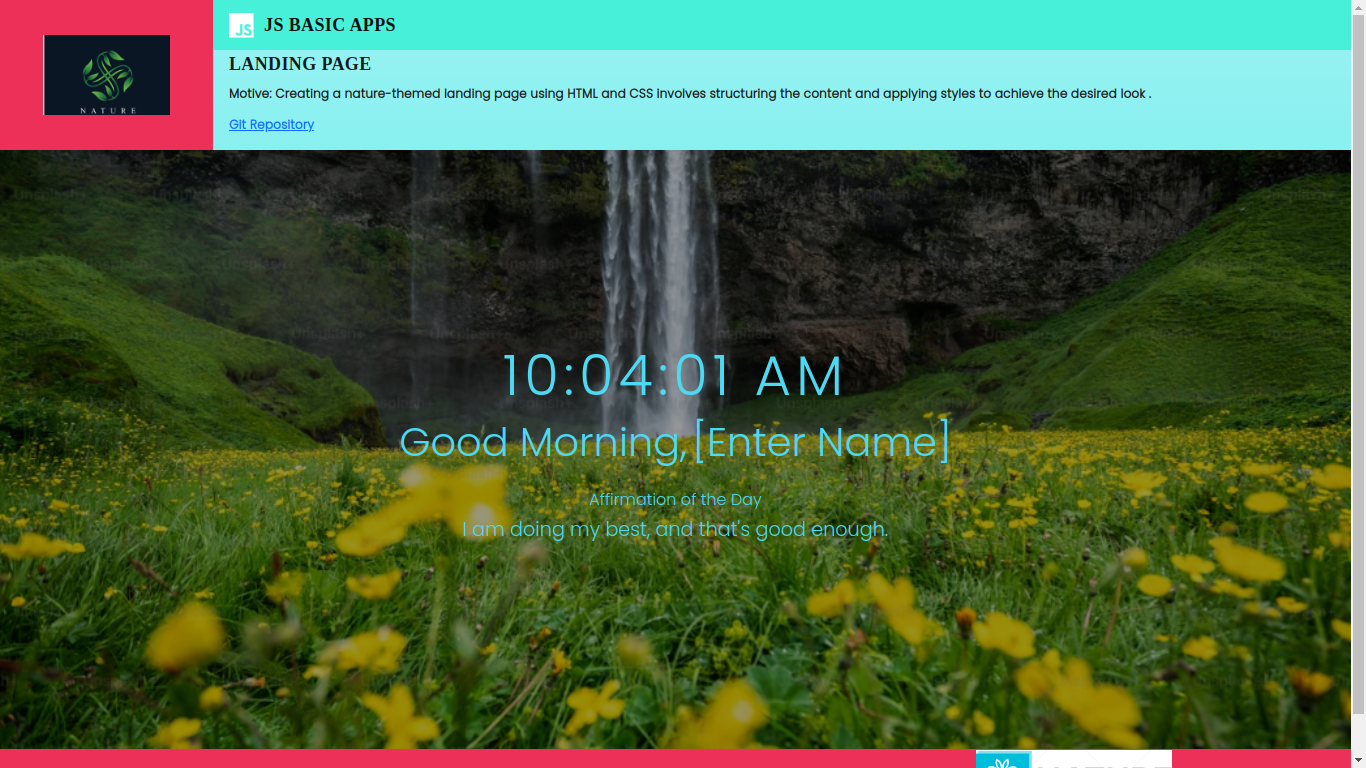 JS
JS BASIC APPS
NATURE
LANDING PAGE
Motive: Creating a nature-themed landing page using HTML and CSS involves structuring the content and applying styles to achieve the desired look .
Git Repository
10:04:01 AM
Good Morning,[Enter Name]
Affirmation of the Day
I am doing my best, and that's good enough.